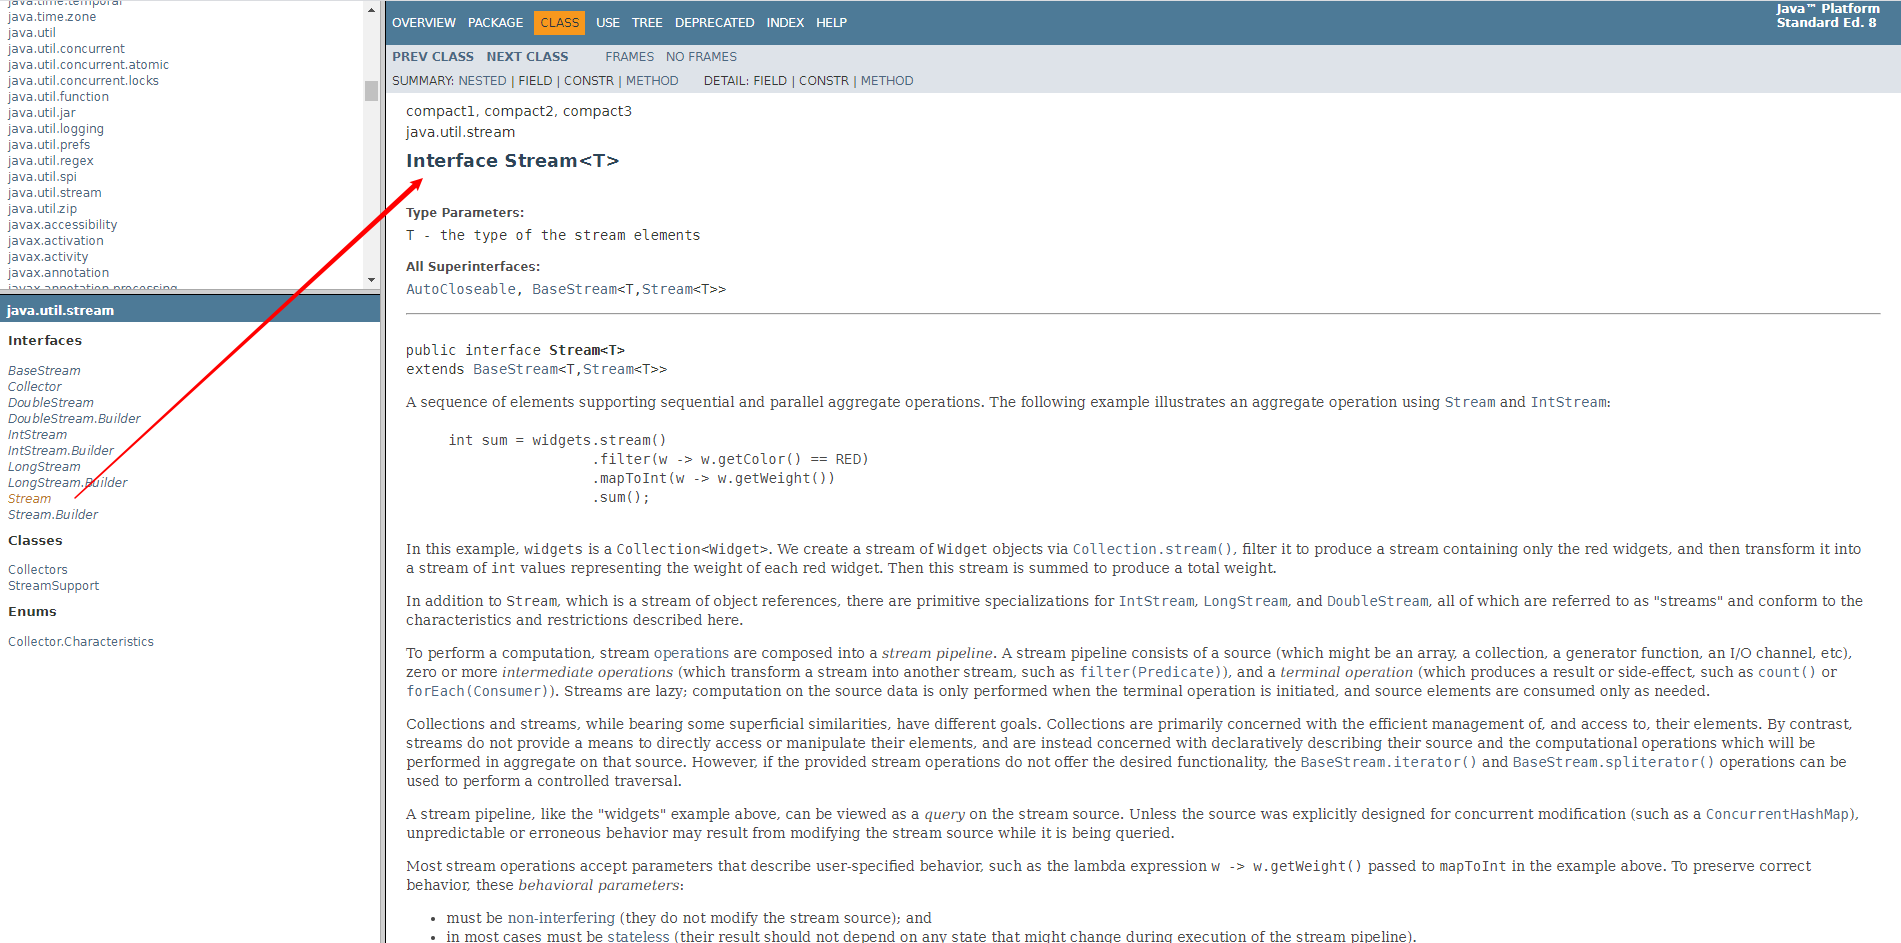 java.time.temporal
java.time.zone
java.util
java.util.concurrent
java.util.concurrent.atomic
java.util.concurrent.locks
java.util.function
java.util.jar
java.util.logging
java.util.prefs
java.util.regex
java.util.spi
java.util.stream
java.util.zip
javax.accessibility
javax.activation
javax.activity
javax.annotation
javax.annotation.processing
java.util.stream
Interfaces
BaseStream
Collector
DoubleStream
DoubleStream.Builder
IntStream
IntStream.Builder
LongStream
LongStream.Builder
Stream
Stream.Builder
Classes
Collectors
StreamSupport
Enums
Collector.Characteristics
OVERVIEW PACKAGE CLASS USE TREE DEPRECATED INDEX HELP
Java™ Platform
Standard Ed. 8
PREV CLASS NEXT CLASS FRAMES NO FRAMES
SUMMARY: NESTED | FIELD | CONSTR | METHOD DETAIL: FIELD | CONSTR | METHOD
compact1, compact2, compact3
java.util.stream
Interface Stream<T>
Type Parameters:
T - the type of the stream elements
All Superinterfaces:
AutoCloseable, BaseStream<T,Stream<T>>
public interface Stream<T>
extends BaseStream<T,Stream<T>>
A sequence of elements supporting sequential and parallel aggregate operations. The following example illustrates an aggregate operation using Stream and IntStream:
int sum = widgets.stream()
.filter(w -> w.getColor() == RED)
.mapToInt(w -> w.getWeight())
.sum();
In this example, widgets is a Collection<Widget>. We create a stream of Widget objects via Collection.stream(), filter it to produce a stream containing only the red widgets, and then transform it into
a stream of int values representing the weight of each red widget. Then this stream is summed to produce a total weight.
In addition to Stream, which is a stream of object references, there are primitive specializations for IntStream, LongStream, and DoubleStream, all of which are referred to as "streams" and conform to the
characteristics and restrictions described here.
To perform a computation, stream operations are composed into a stream pipeline. A stream pipeline consists of a source (which might be an array, a collection, a generator function, an I/O channel, etc),
zero or more intermediate operations (which transform a stream into another stream, such as filter(Predicate)), and a terminal operation (which produces a result or side-effect, such as count() or
forEach(Consumer)). Streams are lazy; computation on the source data is only performed when the terminal operation is initiated, and source elements are consumed only as needed.
Collections and streams, while bearing some superficial similarities, have different goals. Collections are primarily concerned with the efficient management of, and access to, their elements. By contrast,
streams do not provide a means to directly access or manipulate their elements, and are instead concerned with declaratively describing their source and the computational operations which will be
performed in aggregate on that source. However, if the provided stream operations do not offer the desired functionality, the BaseStream.iterator() and BaseStream.spliterator() operations can be
used to perform a controlled traversal.
A stream pipeline, like the "widgets" example above, can be viewed as a query on the stream source. Unless the source was explicitly designed for concurrent modification (such as a ConcurrentHashMap),
unpredictable or erroneous behavior may result from modifying the stream source while it is being queried.
Most stream operations accept parameters that describe user-specified behavior, such as the lambda expression w -> w.getWeight() passed to mapToInt in the example above. To preserve correct
behavior, these behavioral parameters:
• must be non-interfering (they do not modify the stream source); and
• in most cases must be stateless (their result should not depend on any state that might change during execution of the stream pipeline).